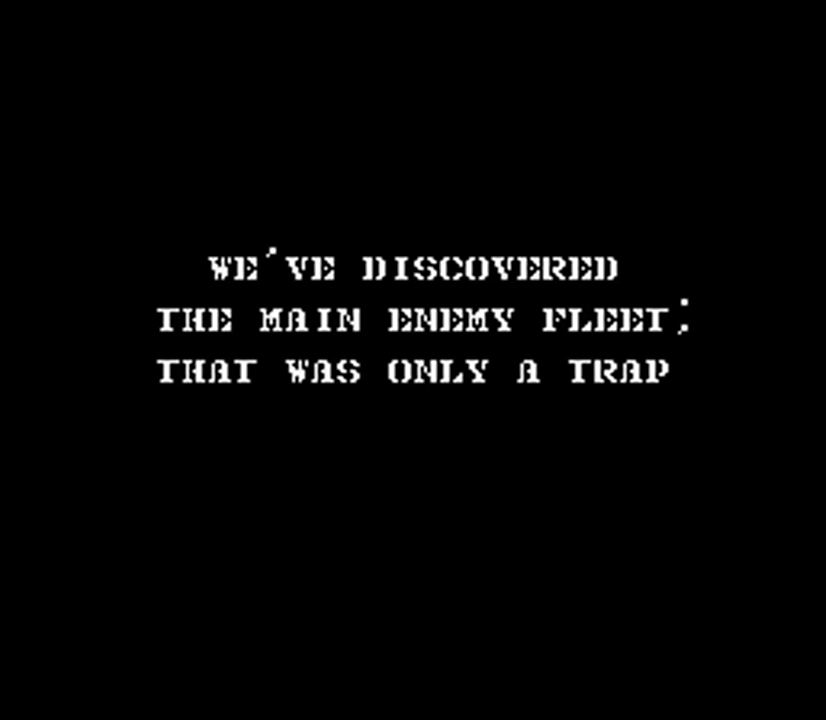 WE'VE DISCOVERED
THE MAIN ENEMY FLEET;
THAT WAS ONLY A TRAP